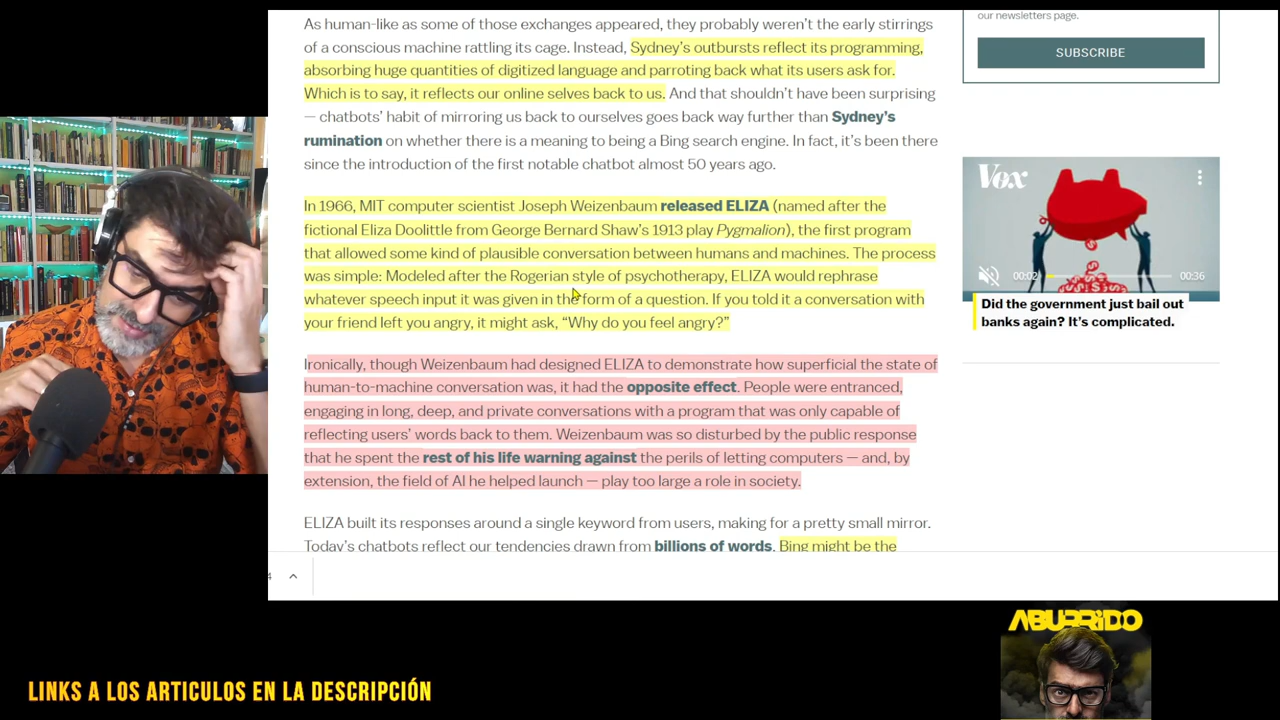 As human-like as some of those exchanges appeared, they probably weren't the early stirrings
of a conscious machine rattling its cage. Instead, Sydney's outbursts reflect its programming,
absorbing huge quantities of digitized language and parroting back what its users ask for.
Which is to say, it reflects our online selves back to us. And that shouldn't have been surprising
— chatbots' habit of mirroring us back to ourselves goes back way further than Sydney's
rumination on whether there is a meaning to being a Bing search engine. In fact, it's been there
since the introduction of the first notable chatbot almost 50 years ago.
In 1966, MIT computer scientist Joseph Weizenbaum released ELIZA (named after the
fictional Eliza Doolittle from George Bernard Shaw's 1913 play Pygmalion), the first program
that allowed some kind of plausible conversation between humans and machines. The process
was simple: Modeled after the Rogerian style of psychotherapy, ELIZA would rephrase
whatever speech input it was given in the form of a question. If you told it a conversation with
your friend left you angry, it might ask, “Why do you feel angry?”
Ironically, though Weizenbaum had designed ELIZA to demonstrate how superficial the state of
human-to-machine conversation was, it had the opposite effect. People were entranced,
engaging in long, deep, and private conversations with a program that was only capable of
reflecting users' words back to them. Weizenbaum was so disturbed by the public response
that he spent the rest of his life warning against the perils of letting computers — and, by
extension, the field of AI he helped launch — play too large a role in society.
ELIZA built its responses around a single keyword from users, making for a pretty small mirror.
Today's chatbots reflect our tendencies drawn from billions of words. Bing might be the
our newsletters page.
SUBSCRIBE
Vox
00:02
00:36
Did the government just bail out
banks again? It's complicated.
4
ABURRIDO
LINKS A LOS ARTICULOS EN LA DESCRIPCIÓN